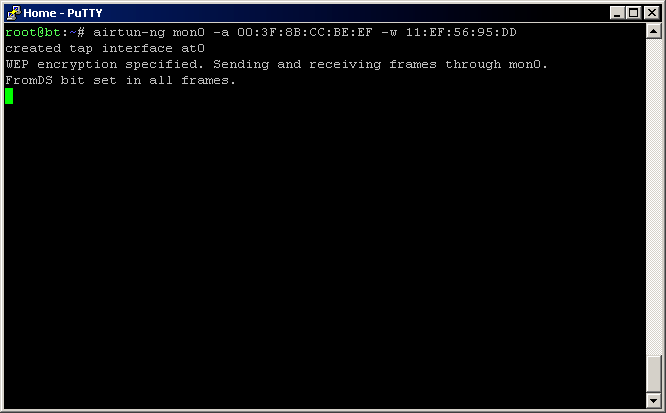 Home - PuTTY
root@bt:~# airtun-ng mon0 -a 00:3F:8B:CC:BE:EF -w 11:EF:56:95:DD
created tap interface at0
WEP encryption specified. Sending and receiving frames through mon0.
FromDS bit set in all frames.